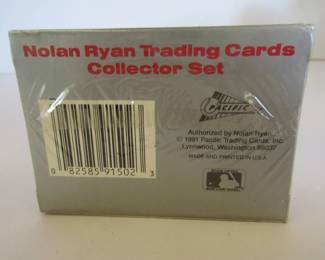 Nolan Ryan Trading Cards
Collector Set
PACIFIC
Authorized by Nolan Ryan.
© 1991 Pacific Trading Cards, Inc.
Lynnwood, Washington 98037
MADE AND PRINTED IN U.S.A.
0 82585 91502 3